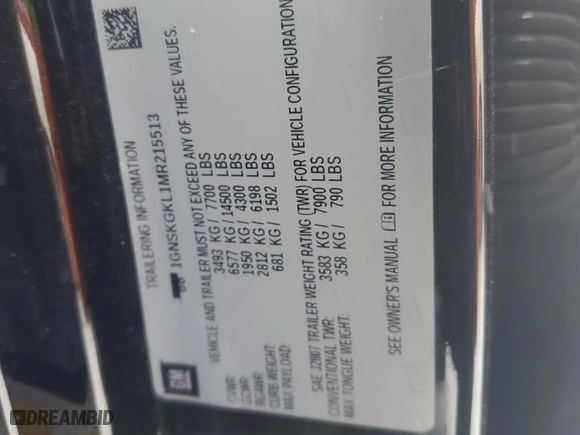 TRAILERING INFORMATION
1GNSKGKL1MR215513
VEHICLE AND TRAILER MUST NOT EXCEED ANY OF THESE VALUES.
GVWR: 3493 KG / 7700 LBS
GCWR: 6577 KG / 14500 LBS
RGAWR: 1950 KG / 4300 LBS
CURB WEIGHT: 2812 KG / 6198 LBS
MAX PAYLOAD: 681 KG / 1502 LBS
SAE J2807 TRAILER WEIGHT RATING (TWR) FOR VEHICLE CONFIGURATION
CONVENTIONAL TWR: 3583 KG / 7900 LBS
MAX TONGUE WEIGHT: 358 KG / 790 LBS
SEE OWNER'S MANUAL FOR MORE INFORMATION
GM
DREAMBID